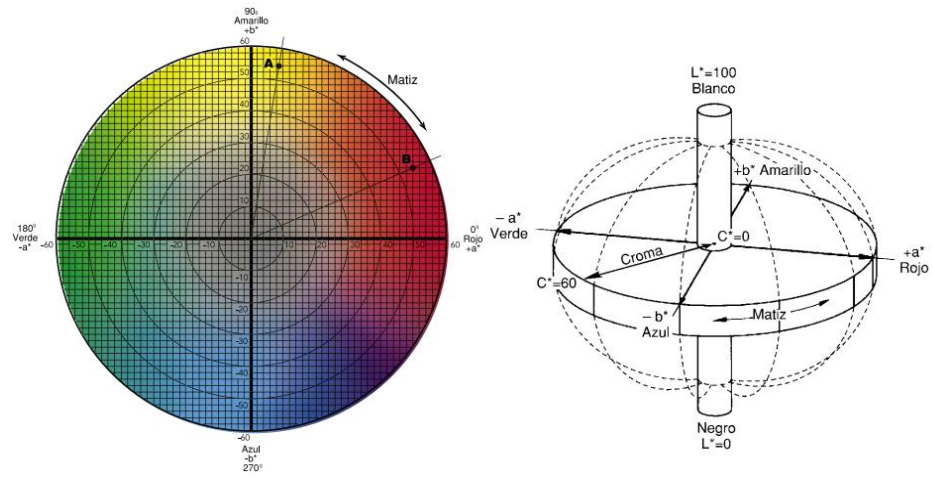 90°
Amarillo
+b*
60
50
40
30
20
10
A
Matiz
B
180°
Verde
-a*
-60 -50 -40 -30 -20 -10
10 20 30 40 50 60
0°
Rojo
+a*
-10
-20
-30
-40
-50
-60
Azul
-b*
270°
L*=100
Blanco
+b* Amarillo
– a*
Verde
C*=0
Croma
+a*
Rojo
C*=60
– b*
Azul
Matiz
Negro
L*=0